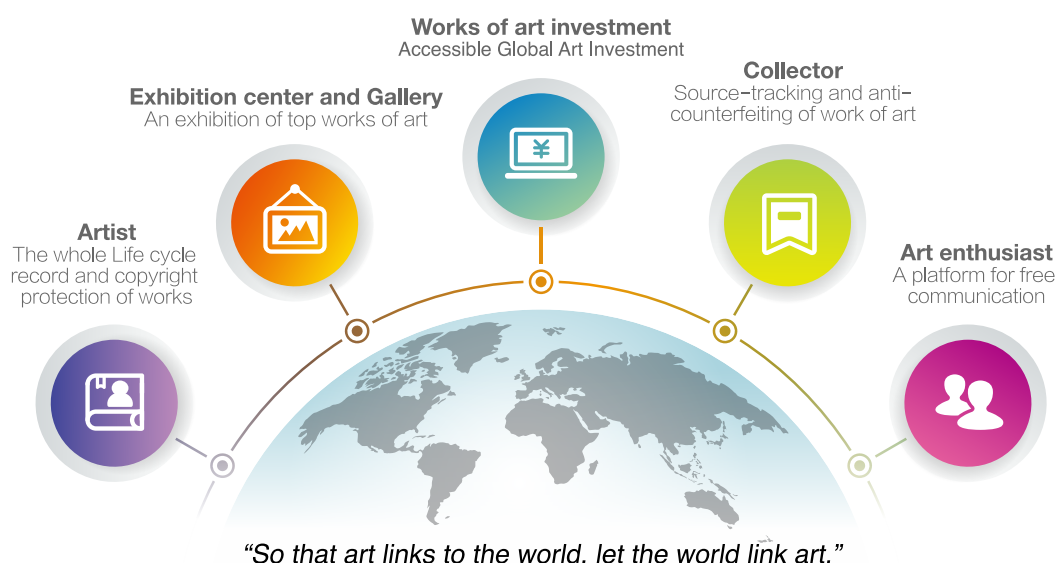 Works of art investment
Accessible Global Art Investment
Exhibition center and Gallery
An exhibition of top works of art
Collector
Source-tracking and anti-
counterfeiting of work of art
Artist
The whole Life cycle
record and copyright
protection of works
Art enthusiast
A platform for free
communication
¥
“So that art links to the world, let the world link art.”